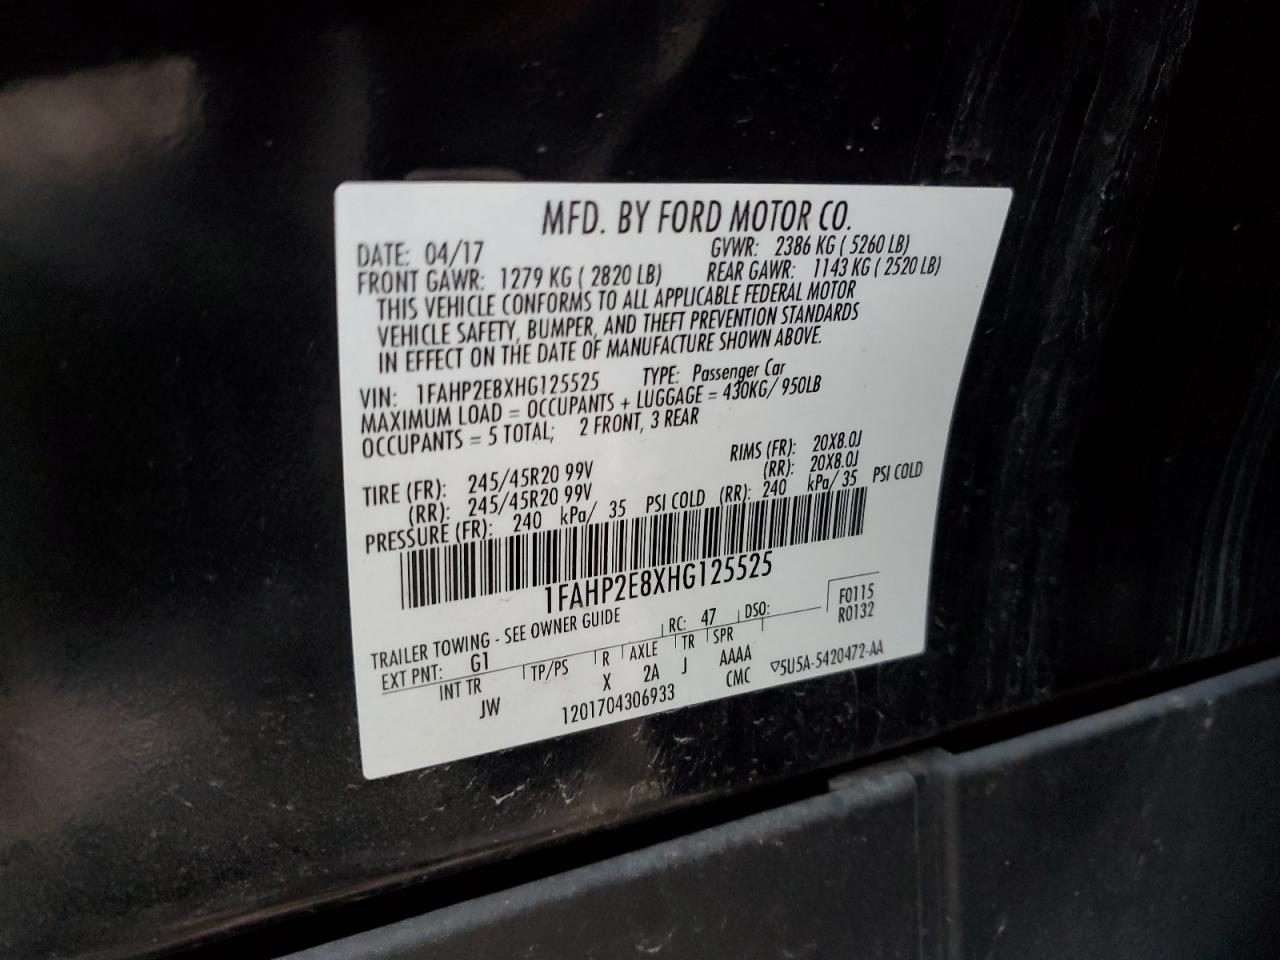 MFD. BY FORD MOTOR CO.
DATE: 04/17 GVWR: 2386 KG ( 5260 LB)
FRONT GAWR: 1279 KG ( 2820 LB) REAR GAWR: 1143 KG ( 2520 LB)
THIS VEHICLE CONFORMS TO ALL APPLICABLE FEDERAL MOTOR
VEHICLE SAFETY, BUMPER, AND THEFT PREVENTION STANDARDS
IN EFFECT ON THE DATE OF MANUFACTURE SHOWN ABOVE.
VIN: 1FAHP2E8XHG125525 TYPE: Passenger Car
MAXIMUM LOAD = OCCUPANTS + LUGGAGE = 430KG/ 950LB
OCCUPANTS = 5 TOTAL; 2 FRONT, 3 REAR
TIRE (FR): 245/45R20 99V RIMS (FR): 20X8.0J
(RR): 245/45R20 99V (RR): 20X8.0J
PRESSURE (FR): 240 kPa/ 35 PSI COLD (RR): 240 kPa/ 35 PSI COLD
1FAHP2E8XHG125525
TRAILER TOWING - SEE OWNER GUIDE RC: 47 DSO: F0115
R0132
EXT PNT: G1
INT TR TP/PS R AXLE TR SPR
JW X 2A J AAAA
CMC
1201704306933
▽5U5A-5420472-AA